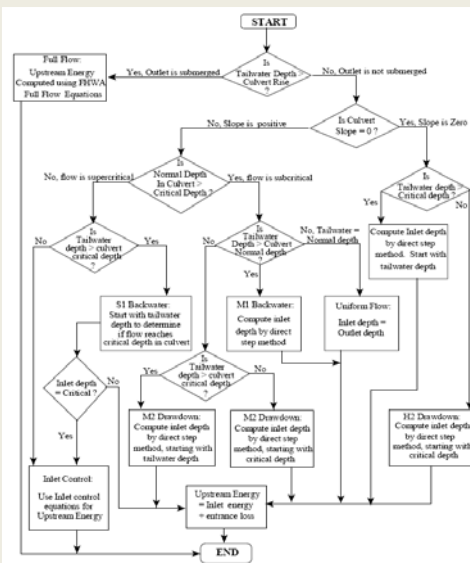 START
Is
Tailwater Depth >
Culvert Rise
?
Yes, Outlet is submerged
No, Outlet is not submerged
Full Flow:
Upstream Energy
Computed using FHWA
Full Flow Equations
Is Culvert
Slope = 0 ?
No, Slope is positive
Yes, Slope is Zero
Is
Normal Depth
In Culvert >
Critical Depth
?
No, flow is supercritical
Yes, flow is subcritical
Is
Tailwater depth >
Critical depth
?
Yes
No
Is
Tailwater
depth > culvert
critical depth
?
No
Yes
Is
Tailwater
Depth > Culvert
Normal depth
?
No
No, Tailwater =
Normal depth
Yes
Compute Inlet depth
by direct step
method. Start with
tailwater depth
S1 Backwater:
Start with tailwater
depth to determine
if flow reaches
critical depth in culvert
M1 Backwater:
Compute inlet
depth by direct
step method
Uniform Flow:
Inlet depth =
Outlet depth
Inlet depth
= Critical ?
No
Yes
Is
Tailwater
depth > culvert
critical depth
?
Yes
No
M2 Drawdown:
Compute inlet depth
by direct step
method, starting with
tailwater depth
M2 Drawdown:
Compute inlet depth
by direct step
method, starting with
critical depth
H2 Drawdown:
Compute inlet depth
by direct step
method, starting with
critical depth
Inlet Control:
Use Inlet control
equations for
Upstream Energy
Upstream Energy
= Inlet energy
+ entrance loss
END